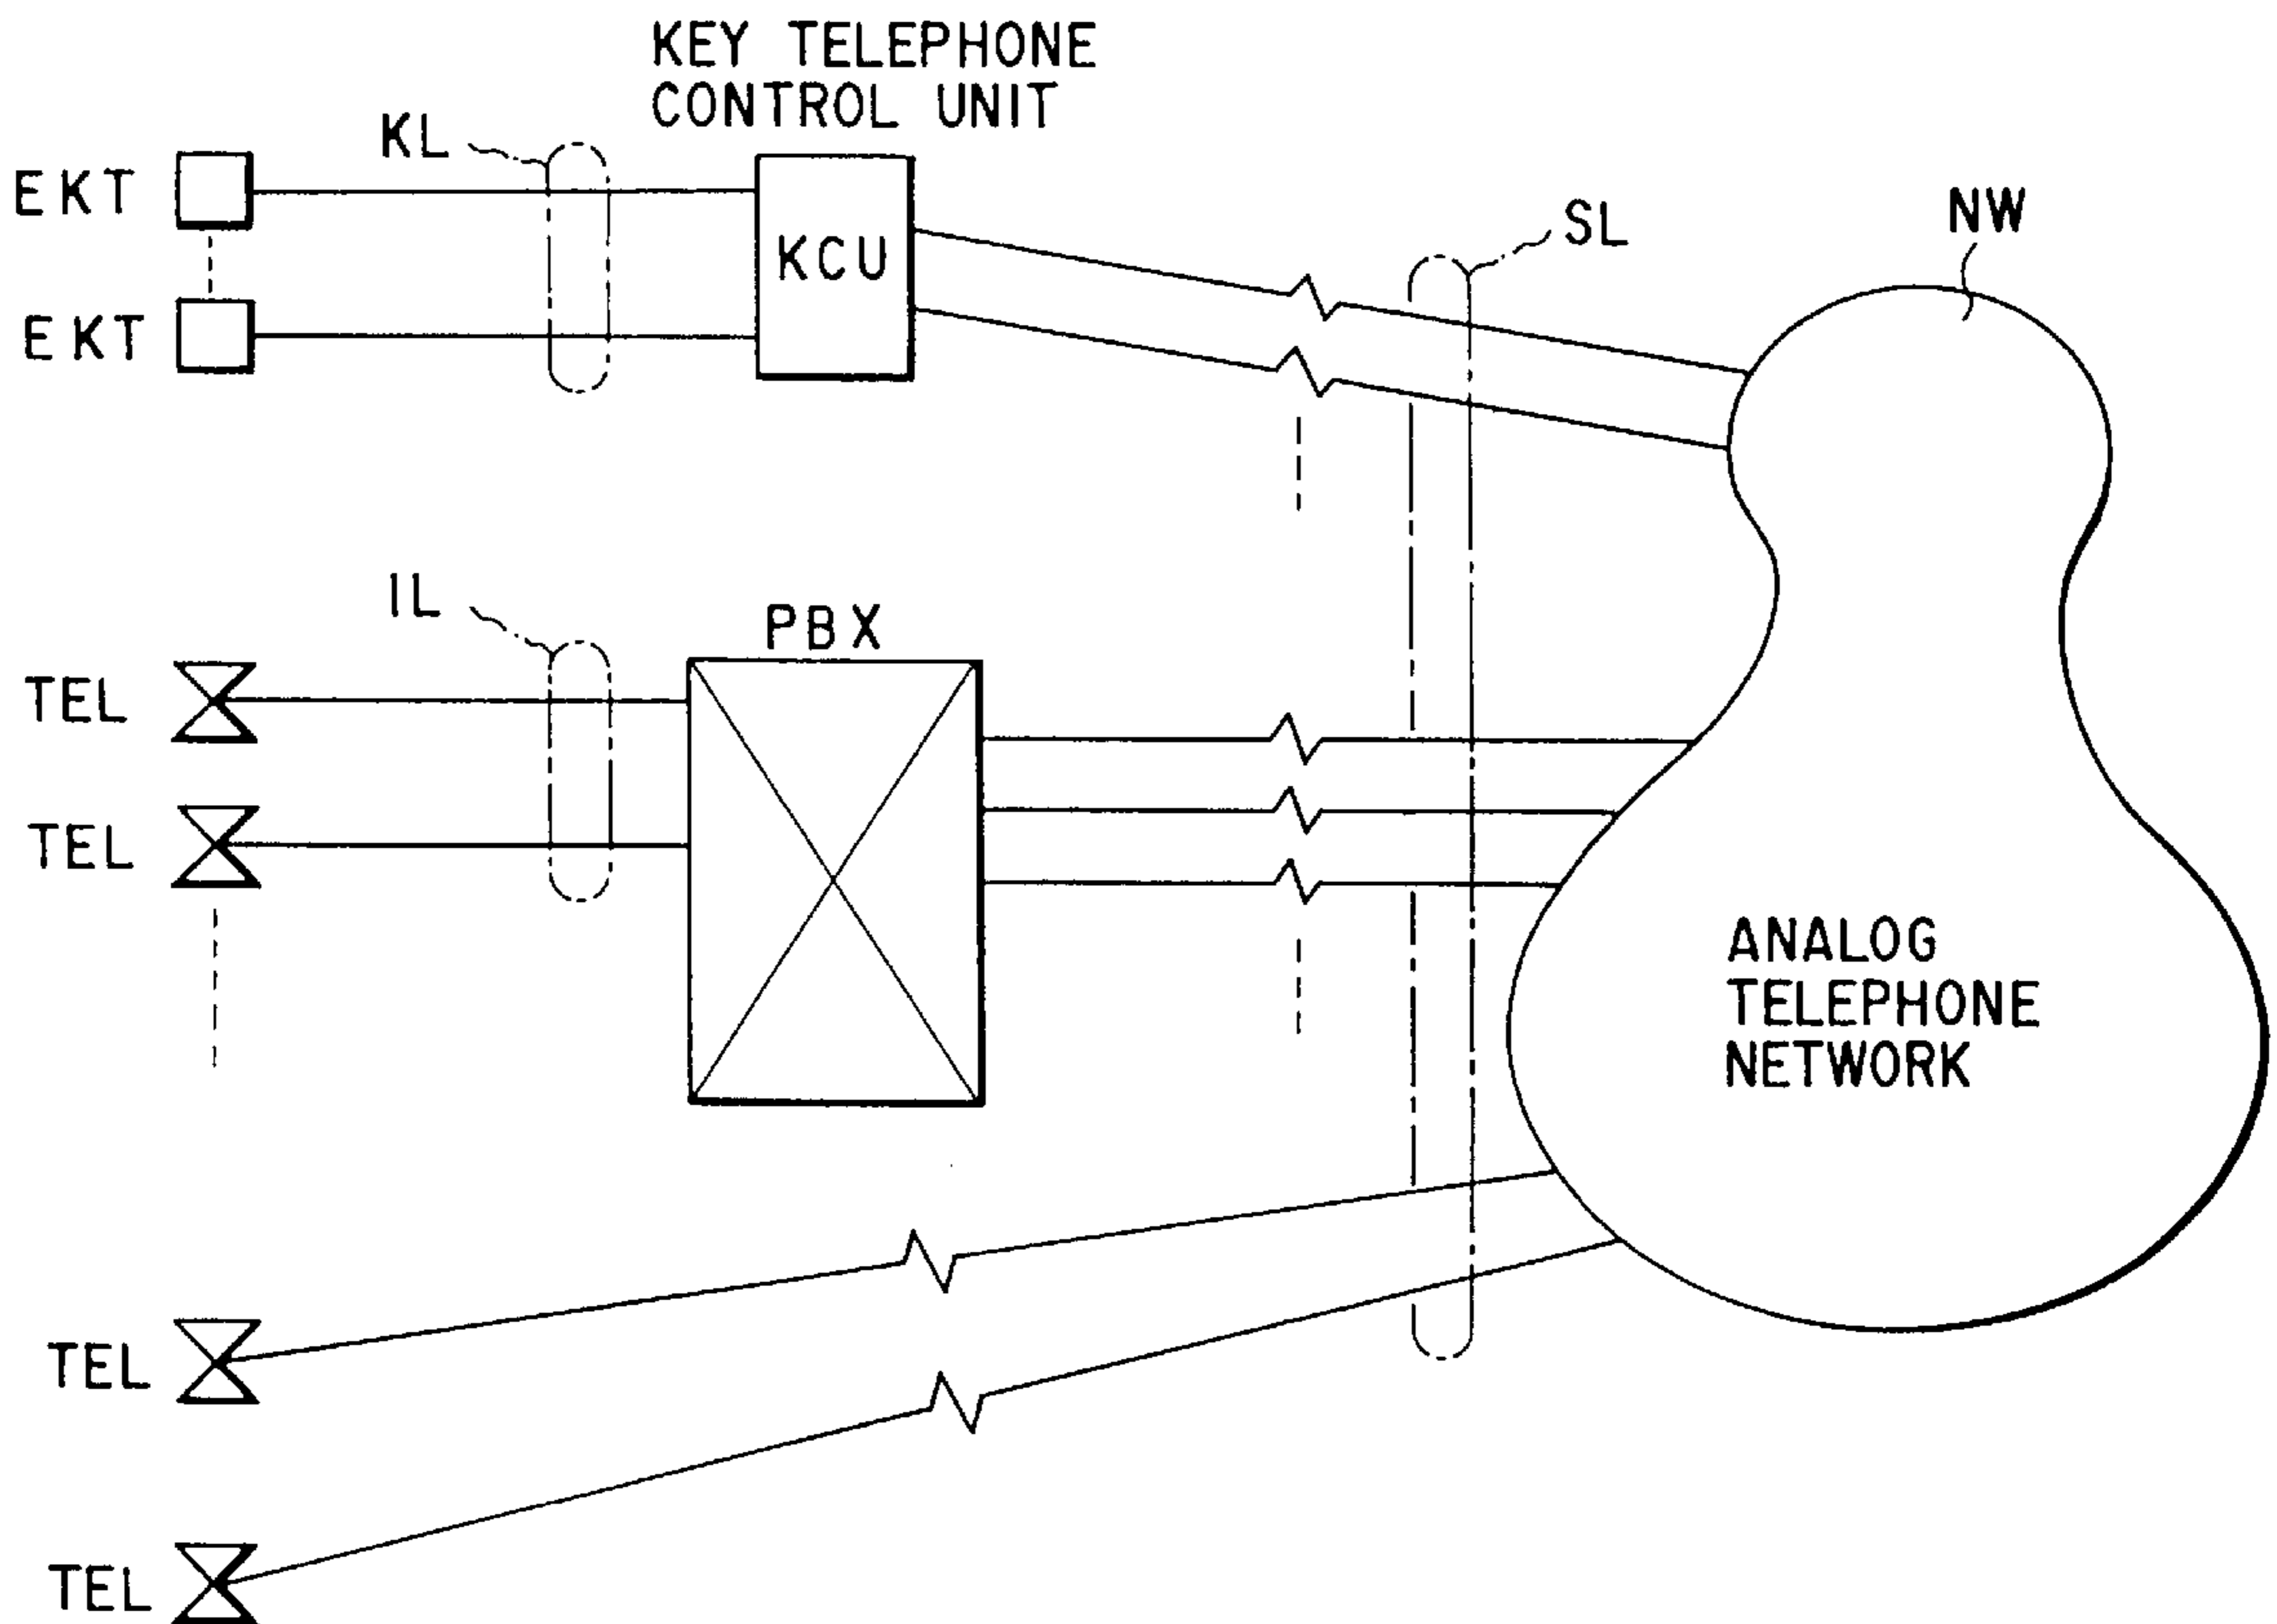 KEY TELEPHONE
CONTROL UNIT
KL
EKT
KCU
SL
NW
EKT
IL
PBX
TEL
TEL
ANALOG
TELEPHONE
NETWORK
TEL
TEL